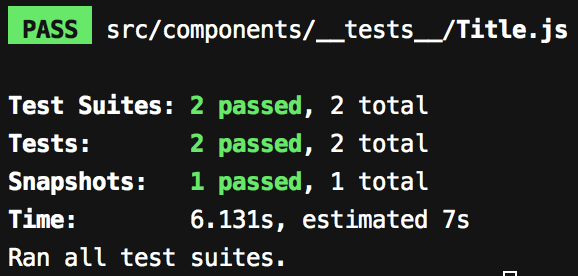 PASS src/components/__tests__/Title.js
Test Suites: 2 passed, 2 total
Tests: 2 passed, 2 total
Snapshots: 1 passed, 1 total
Time: 6.131s, estimated 7s
Ran all test suites.